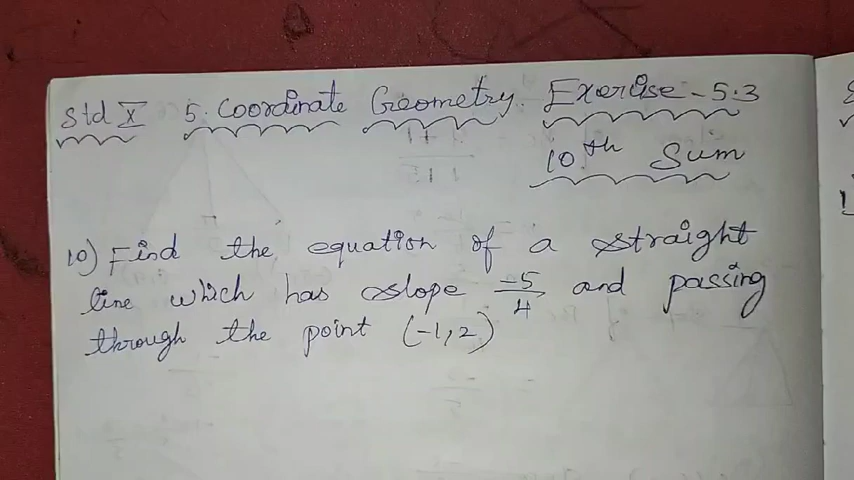 Std X 5. Coordinate Geometry. Exercise - 5.3
10th Sum
10) Find the equation of a straight
line which has slope -5/4 and passing
through the point (-1, 2)